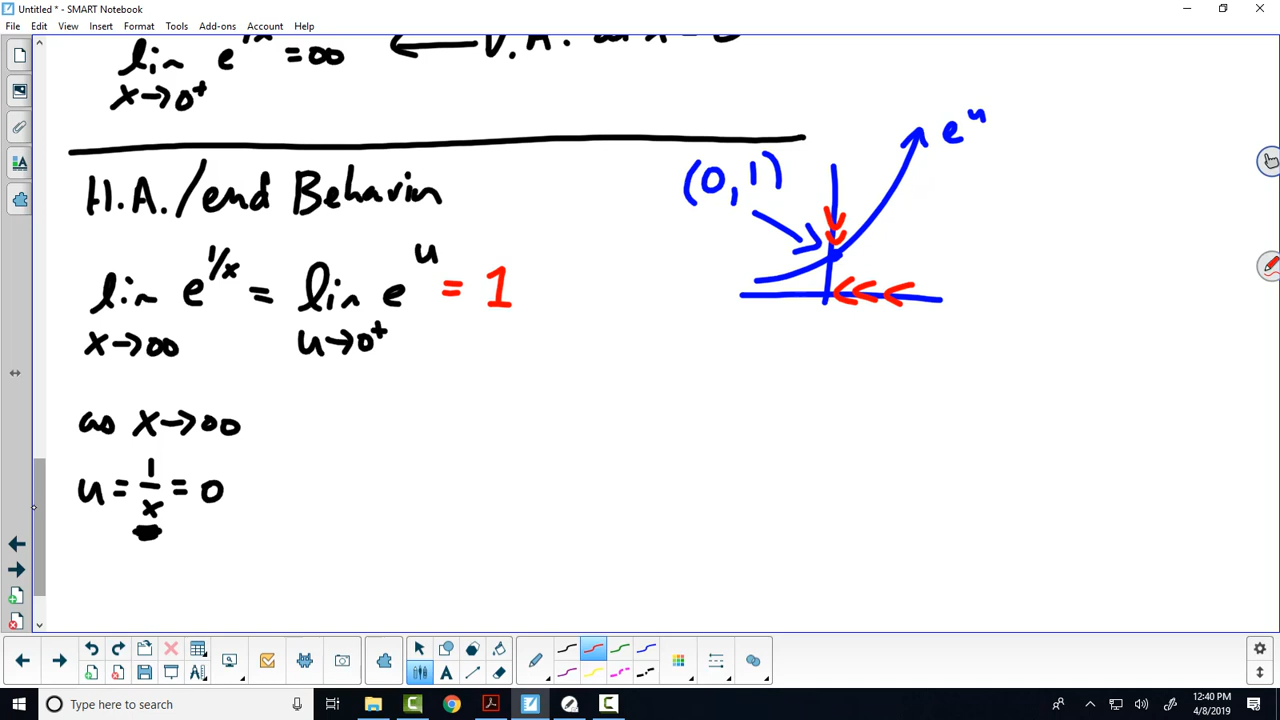 Untitled * - SMART Notebook
File Edit View Insert Format Tools Add-ons Account Help
lim e^1/x = ∞ ← V.A.
x→0+
H.A./end Behavior
(0,1)
e^u
lim e^1/x = lim e^u = 1
x→∞ u→0+
as x→∞
u = 1/x = 0
Type here to search
12:40 PM
4/8/2019